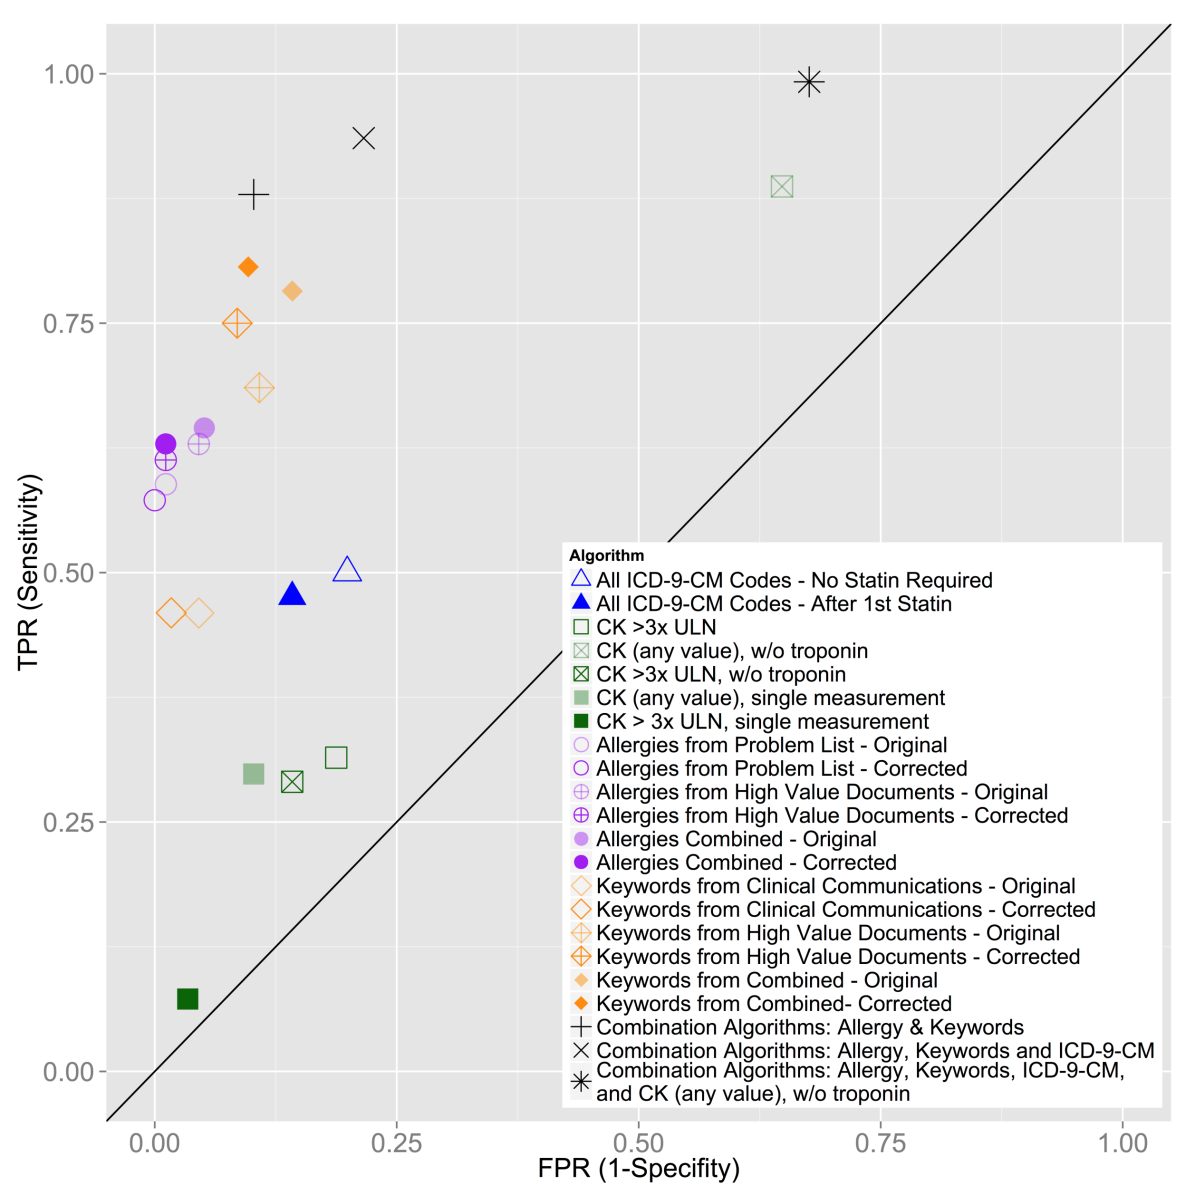 1.00
0.75
0.50
0.25
0.00
TPR (Sensitivity)
Algorithm
All ICD-9-CM Codes - No Statin Required
All ICD-9-CM Codes - After 1st Statin
CK >3x ULN
CK (any value), w/o troponin
CK >3x ULN, w/o troponin
CK (any value), single measurement
CK > 3x ULN, single measurement
Allergies from Problem List - Original
Allergies from Problem List - Corrected
Allergies from High Value Documents - Original
Allergies from High Value Documents - Corrected
Allergies Combined - Original
Allergies Combined - Corrected
Keywords from Clinical Communications - Original
Keywords from Clinical Communications - Corrected
Keywords from High Value Documents - Original
Keywords from High Value Documents - Corrected
Keywords from Combined - Original
Keywords from Combined- Corrected
Combination Algorithms: Allergy & Keywords
Combination Algorithms: Allergy, Keywords and ICD-9-CM
Combination Algorithms: Allergy, Keywords, ICD-9-CM,
and CK (any value), w/o troponin
0.00 0.25 0.50 0.75 1.00
FPR (1-Specifity)